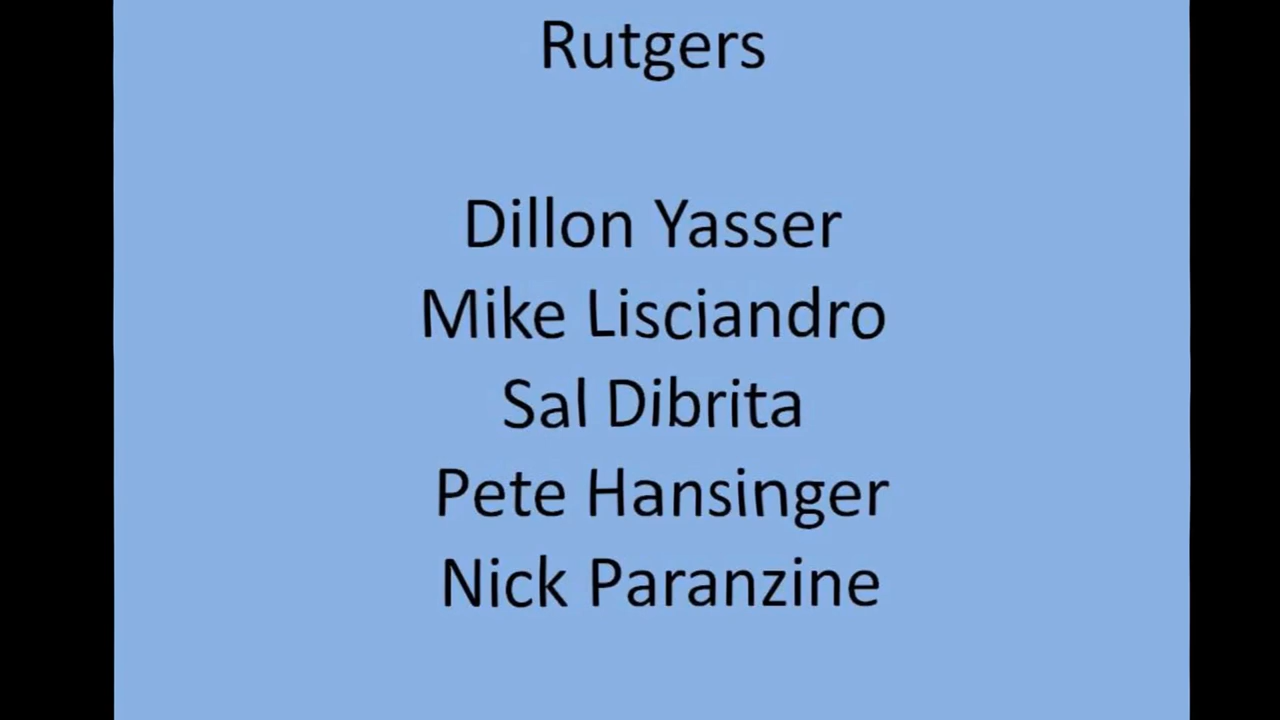 Rutgers
Dillon Yasser
Mike Lisciandro
Sal Dibrita
Pete Hansinger
Nick Paranzine